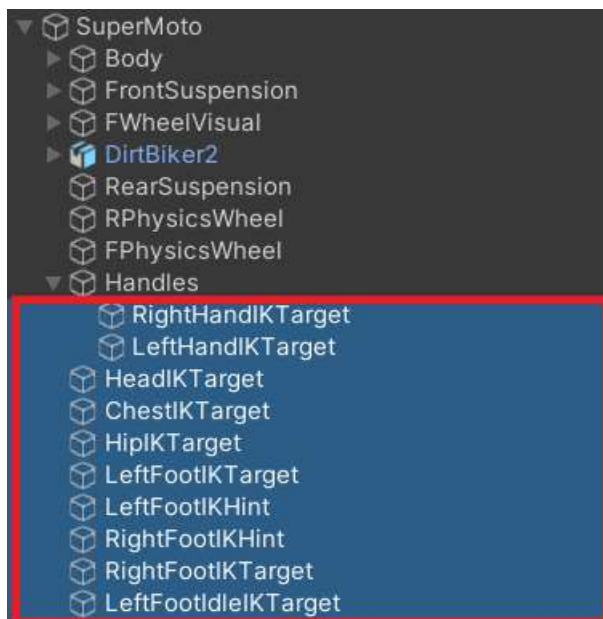 SuperMoto
Body
FrontSuspension
FWheelVisual
DirtBiker2
RearSuspension
RPhysicsWheel
FPhysicsWheel
Handles
RightHandIKTarget
LeftHandIKTarget
HeadIKTarget
ChestIKTarget
HipIKTarget
LeftFootIKTarget
LeftFootIKHint
RightFootIKHint
RightFootIKTarget
LeftFootIdleIKTarget